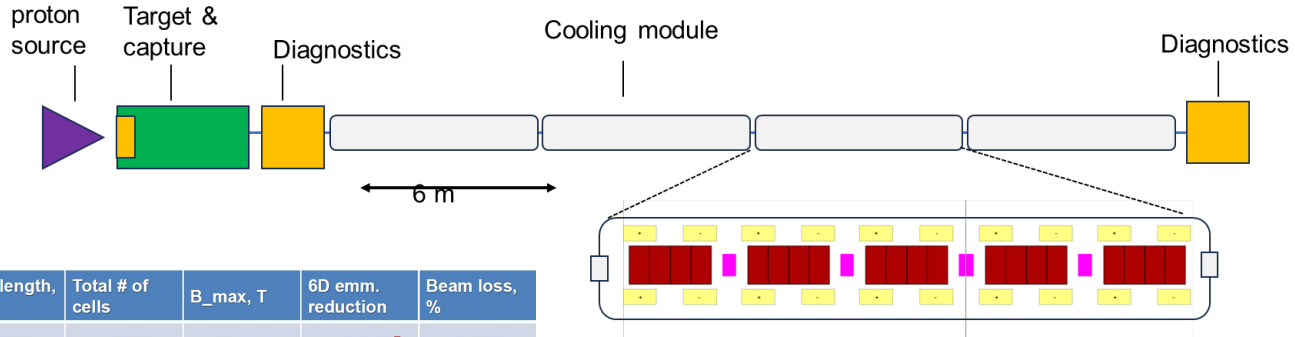 proton
source
Target &
capture
Diagnostics
Cooling module
Diagnostics
6 m
+ - + - + - + - + -
+ - + - + - + - + -
length,
Total # of
cells
B_max, T
6D emm.
reduction
Beam loss,
%